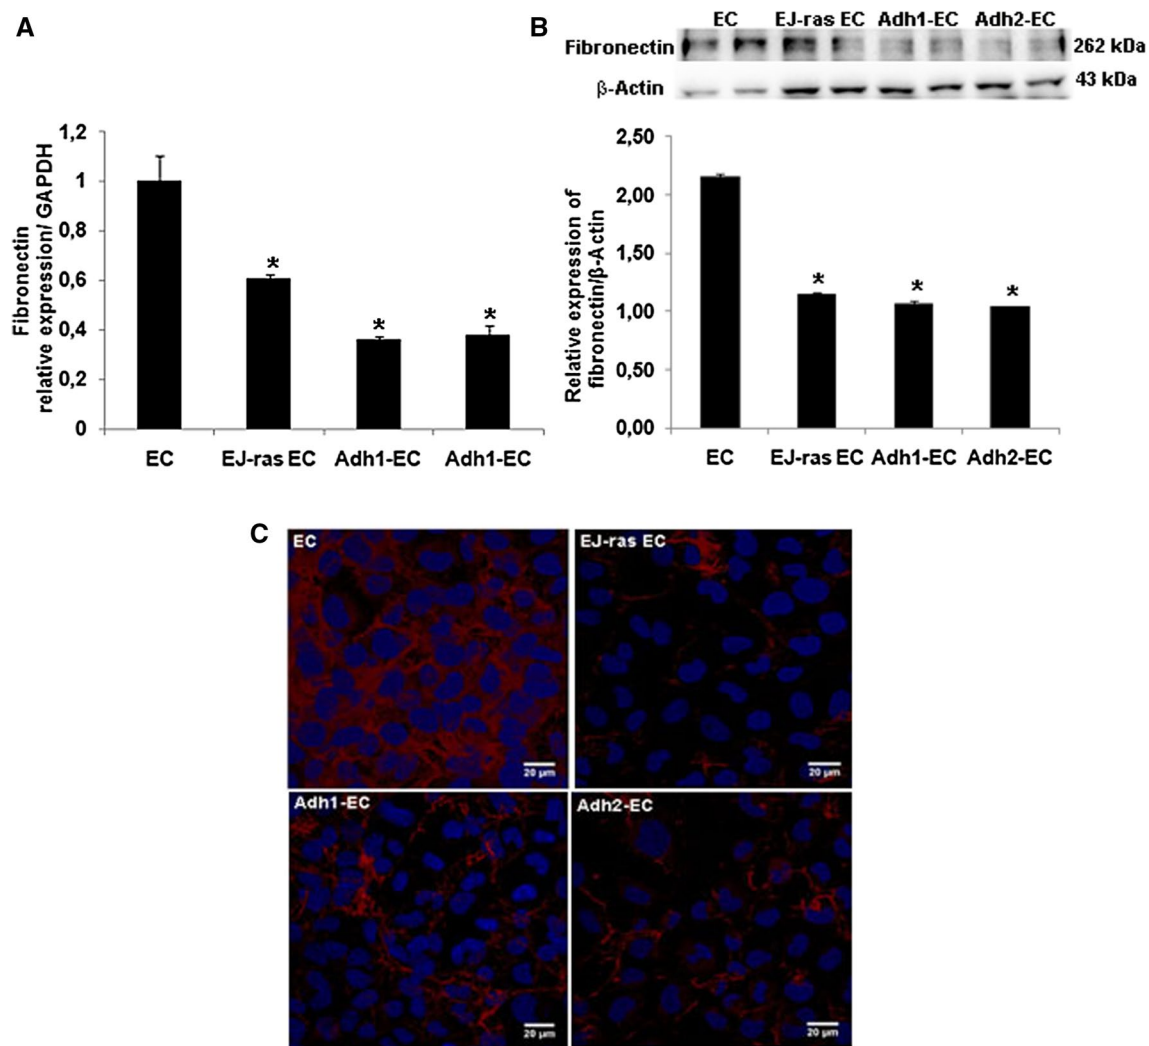 A
Fibronectin
relative expression/ GAPDH
1,2
1
0,8
0,6
0,4
0,2
0
*
*
*
EC
EJ-ras EC
Adh1-EC
Adh1-EC
B
EC
EJ-ras EC
Adh1-EC
Adh2-EC
Fibronectin
262 kDa
β-Actin
43 kDa
Relative expression of
fibronectin/β-Actin
2,50
2,00
1,50
1,00
0,50
0,00
*
*
*
EC
EJ-ras EC
Adh1-EC
Adh2-EC
C
EC
20 µm
EJ-ras EC
20 µm
Adh1-EC
20 µm
Adh2-EC
20 µm